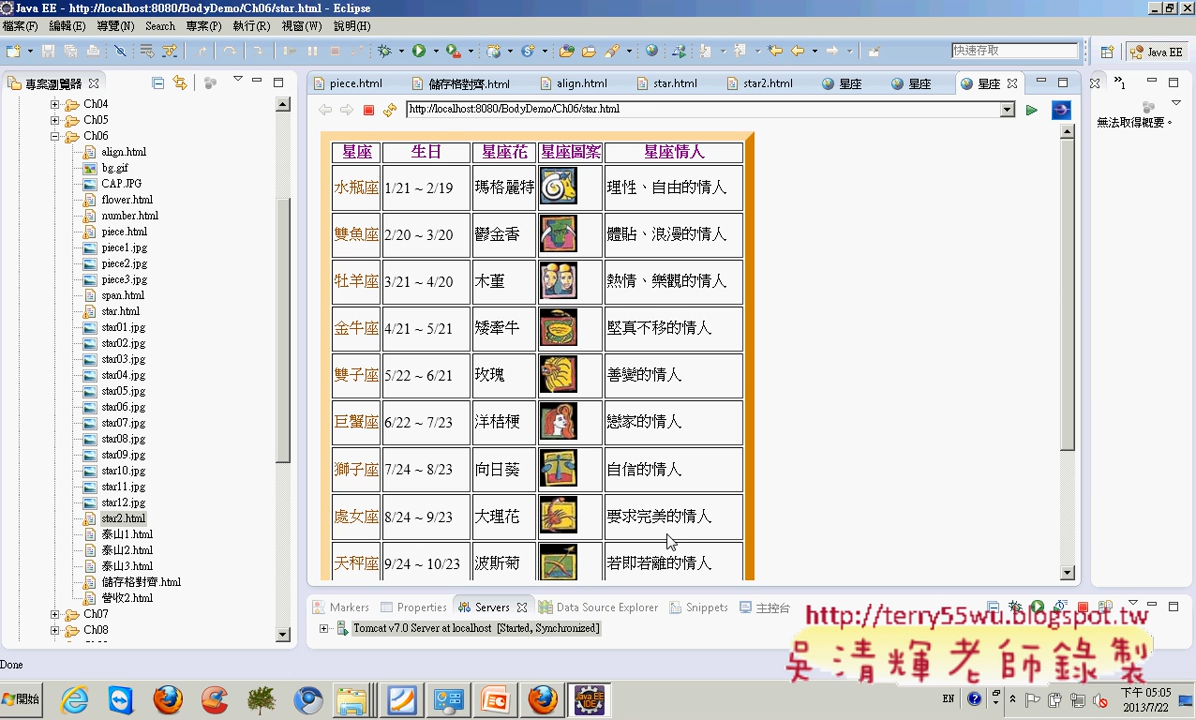 Java EE - http://localhost:8080/BodyDemo/Ch06/star.html - Eclipse
檔案(F) 編輯(E) 導覽(N) Search 專案(P) 執行(R) 視窗(W) 說明(H)
快速存取
Java EE
專案瀏覽器
piece.html 儲存格對齊.html align.html star.html star2.html 星座 星座 星座
»1
http://localhost:8080/BodyDemo/Ch06/star.html
無法取得概要。
Ch04
Ch05
Ch06
align.html
bg.gif
CAP.JPG
flower.html
number.html
piece.html
piece1.jpg
piece2.jpg
piece3.jpg
span.html
star.html
star01.jpg
star02.jpg
star03.jpg
star04.jpg
star05.jpg
star06.jpg
star07.jpg
star08.jpg
star09.jpg
star10.jpg
star11.jpg
star12.jpg
star2.html
泰山1.html
泰山2.html
泰山3.html
儲存格對齊.html
營收2.html
Ch07
Ch08
星座 生日 星座花 星座圖案 星座情人
水瓶座 1/21 ~ 2/19 瑪格麗特 理性、自由的情人
雙魚座 2/20 ~ 3/20 鬱金香 體貼、浪漫的情人
牡羊座 3/21 ~ 4/20 木蓳 熱情、樂觀的情人
金牛座 4/21 ~ 5/21 矮牽牛 堅真不移的情人
雙子座 5/22 ~ 6/21 玫瑰 善變的情人
巨蟹座 6/22 ~ 7/23 洋桔梗 戀家的情人
獅子座 7/24 ~ 8/23 向日葵 自信的情人
處女座 8/24 ~ 9/23 大理花 要求完美的情人
天秤座 9/24 ~ 10/23 波斯菊 若即若離的情人
Markers Properties Servers Data Source Explorer Snippets 主控台
Tomcat v7.0 Server at localhost [Started, Synchronized]
http://terry55wu.blogspot.tw
吳清輝老師錄製
Done
開始
EN
下午 05:05
2013/7/22